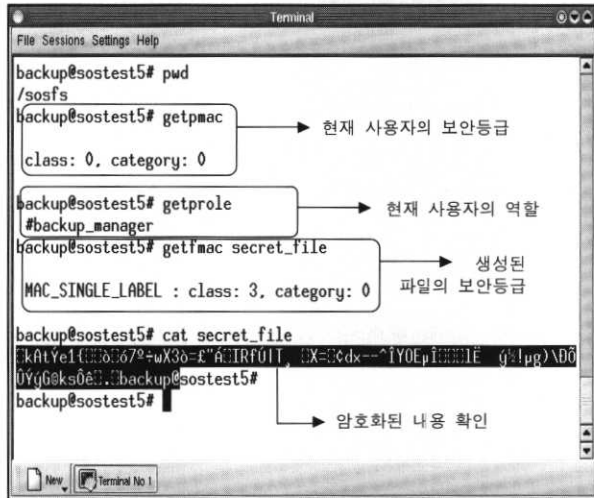 Terminal
File Sessions Settings Help
backup@sostest5# pwd
/sosfs
backup@sostest5# getpmac
현재 사용자의 보안등급
class: 0, category: 0
backup@sostest5# getprole
현재 사용자의 역할
#backup_manager
backup@sostest5# getfmac secret_file
생성된
파일의 보안등급
MAC_SINGLE_LABEL : class: 3, category: 0
backup@sostest5# cat secret_file
backup@sostest5#
backup@sostest5#
암호화된 내용 확인
New
Terminal No 1